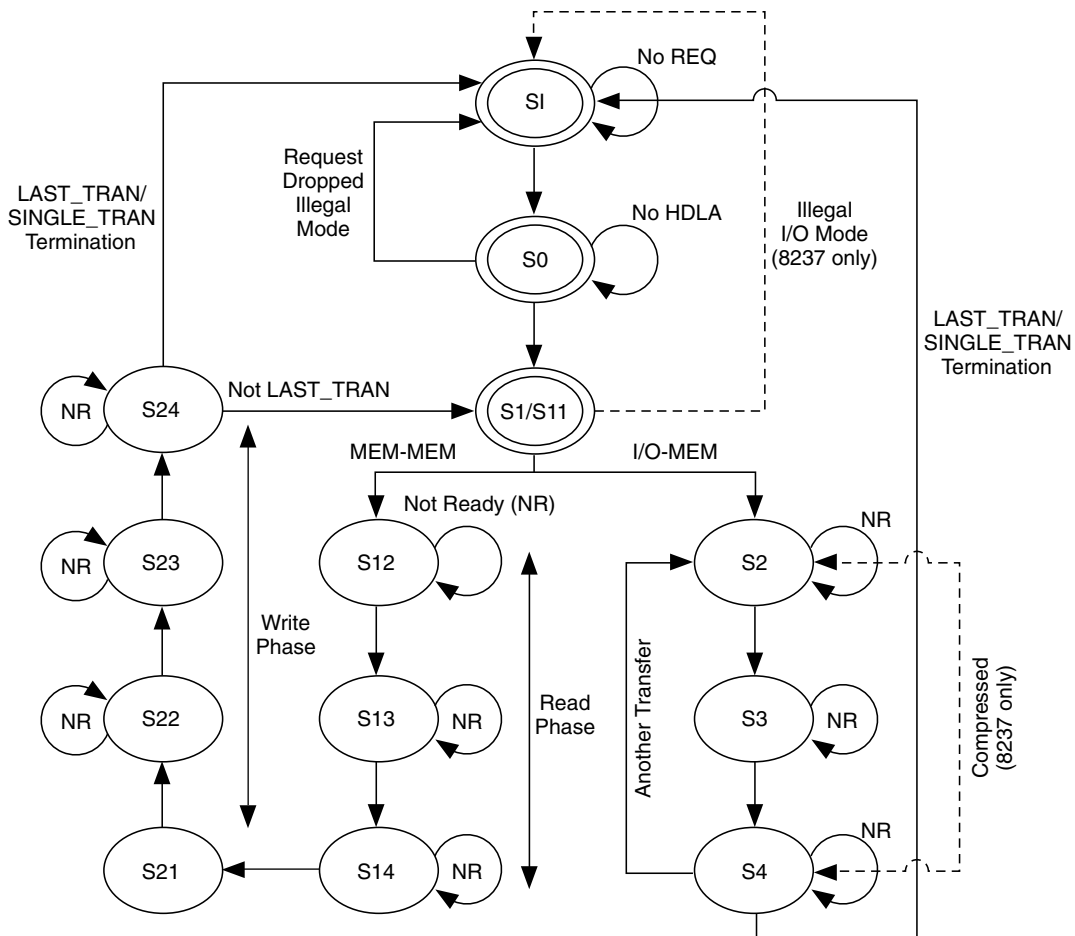 No REQ
SI
Request
Dropped
Illegal
Mode
LAST_TRAN/
SINGLE_TRAN
Termination
No HDLA
Illegal
I/O Mode
(8237 only)
S0
LAST_TRAN/
SINGLE_TRAN
Termination
NR
S24
Not LAST_TRAN
S1/S11
MEM-MEM
I/O-MEM
Not Ready (NR)
NR
NR
S23
S12
S2
Write
Phase
Read
Phase
Another Transfer
Compressed
(8237 only)
NR
S22
S13
NR
S3
NR
NR
S21
S14
NR
S4